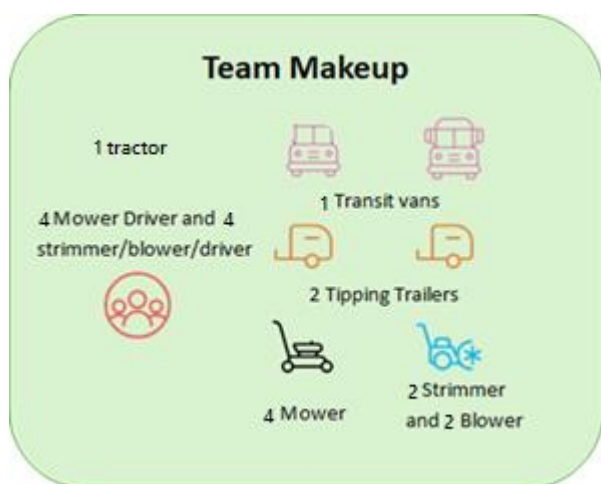 Team Makeup
1 tractor
1 Transit vans
4 Mower Driver and 4
strimmer/blower/driver
2 Tipping Trailers
4 Mower
2 Strimmer
and 2 Blower